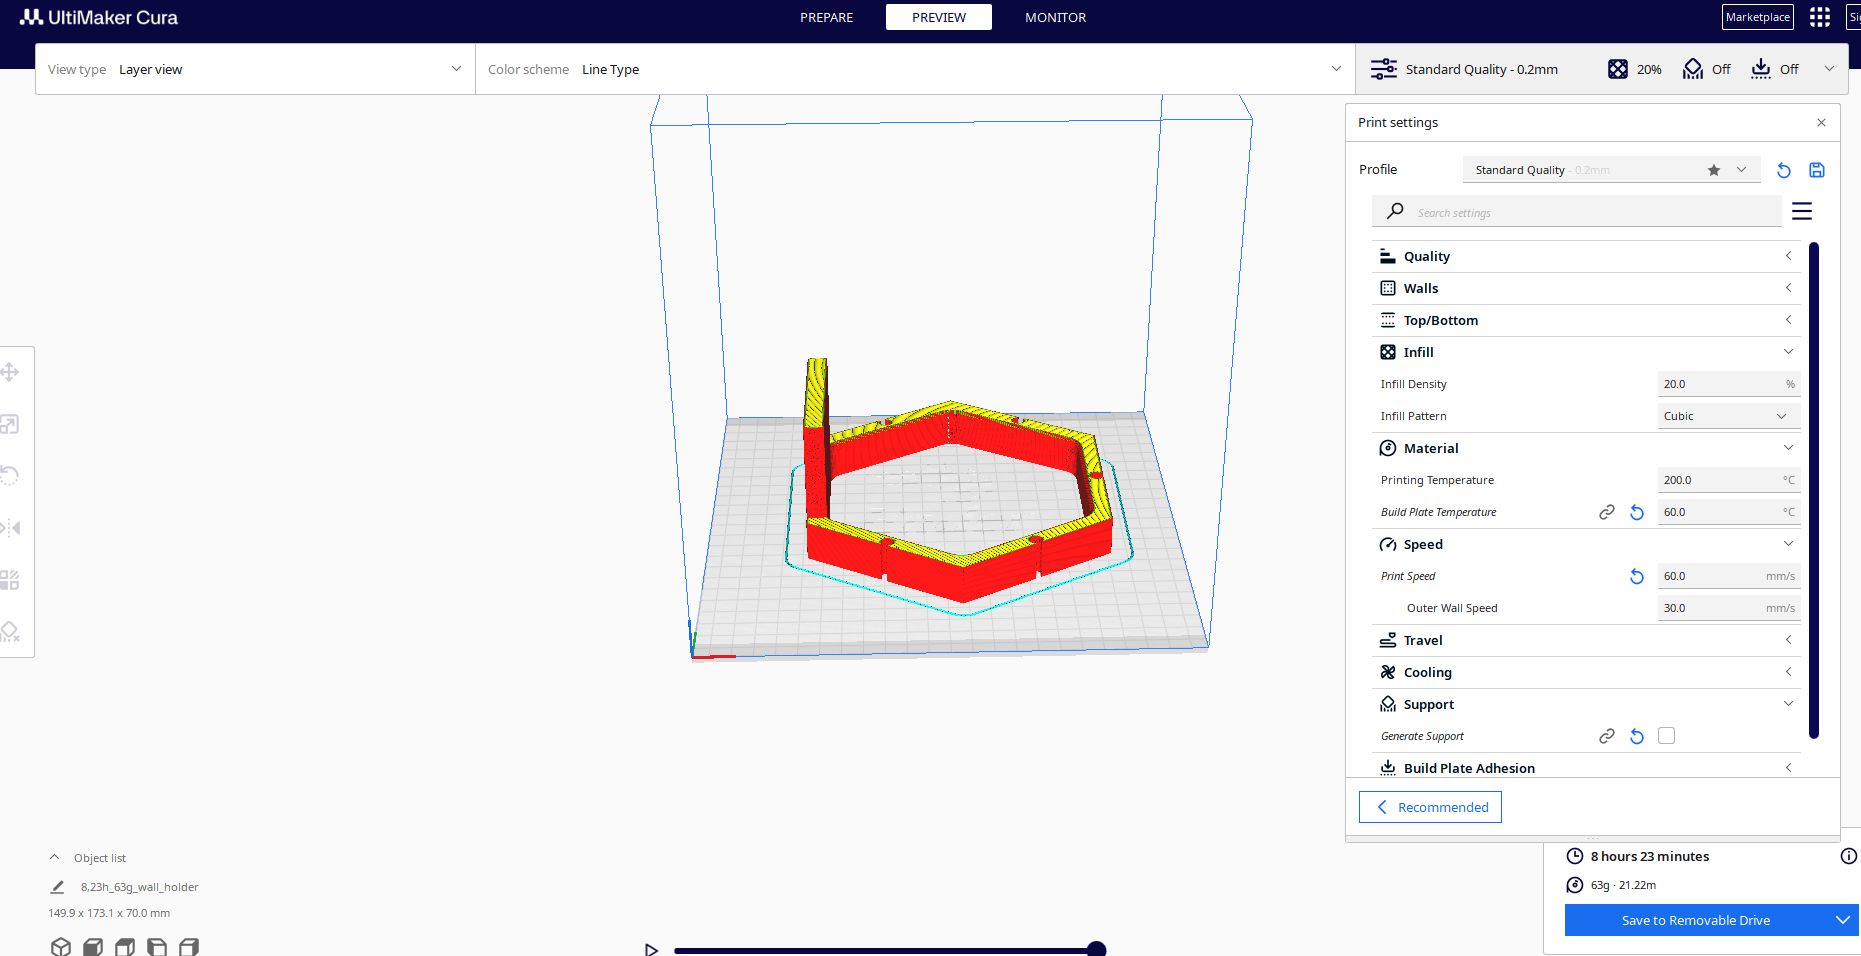 UltiMaker Cura
PREPARE PREVIEW MONITOR
Marketplace
View type Layer view
Color scheme Line Type
Standard Quality - 0.2mm 20% Off Off
Print settings
Profile Standard Quality - 0.2mm
Search settings
Quality
Walls
Top/Bottom
Infill
Infill Density 20.0 %
Infill Pattern Cubic
Material
Printing Temperature 200.0 °C
Build Plate Temperature 60.0 °C
Speed
Print Speed 60.0 mm/s
Outer Wall Speed 30.0 mm/s
Travel
Cooling
Support
Generate Support
Build Plate Adhesion
Recommended
Object list
8,23h_63g_wall_holder
149.9 x 173.1 x 70.0 mm
8 hours 23 minutes
63g · 21.22m
Save to Removable Drive